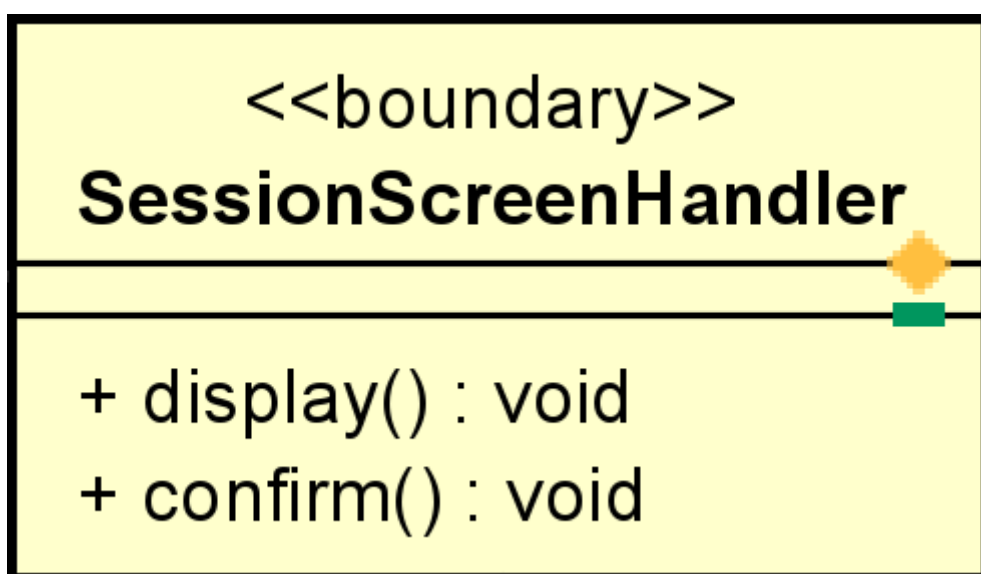 <<boundary>>
SessionScreenHandler
+ display() : void
+ confirm() : void